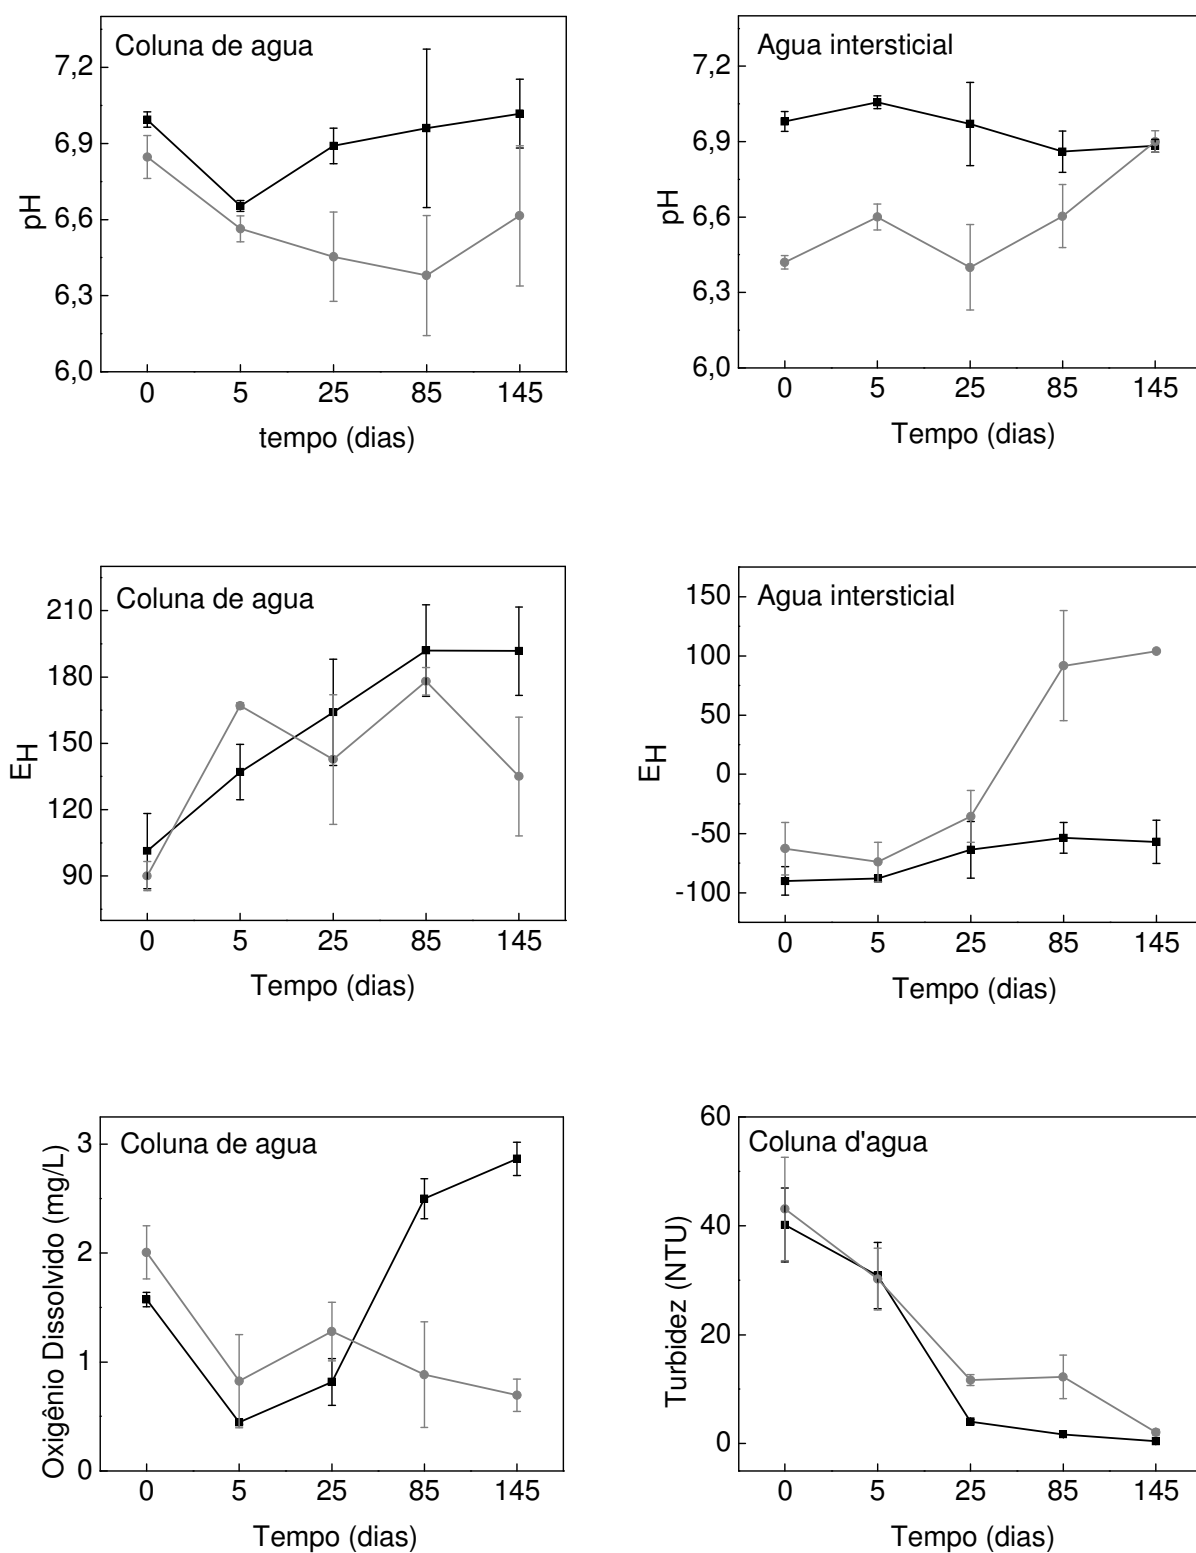 Coluna de agua
pH
7,2
6,9
6,6
6,3
6,0
0 5 25 85 145
tempo (dias)
Agua intersticial
pH
7,2
6,9
6,6
6,3
6,0
0 5 25 85 145
Tempo (dias)
Coluna de agua
EH
210
180
150
120
90
0 5 25 85 145
Tempo (dias)
Agua intersticial
EH
150
100
50
0
-50
-100
0 5 25 85 145
Tempo (dias)
Coluna de agua
Oxigênio Dissolvido (mg/L)
3
2
1
0
0 5 25 85 145
Tempo (dias)
Coluna d'agua
Turbidez (NTU)
60
40
20
0
0 5 25 85 145
Tempo (dias)